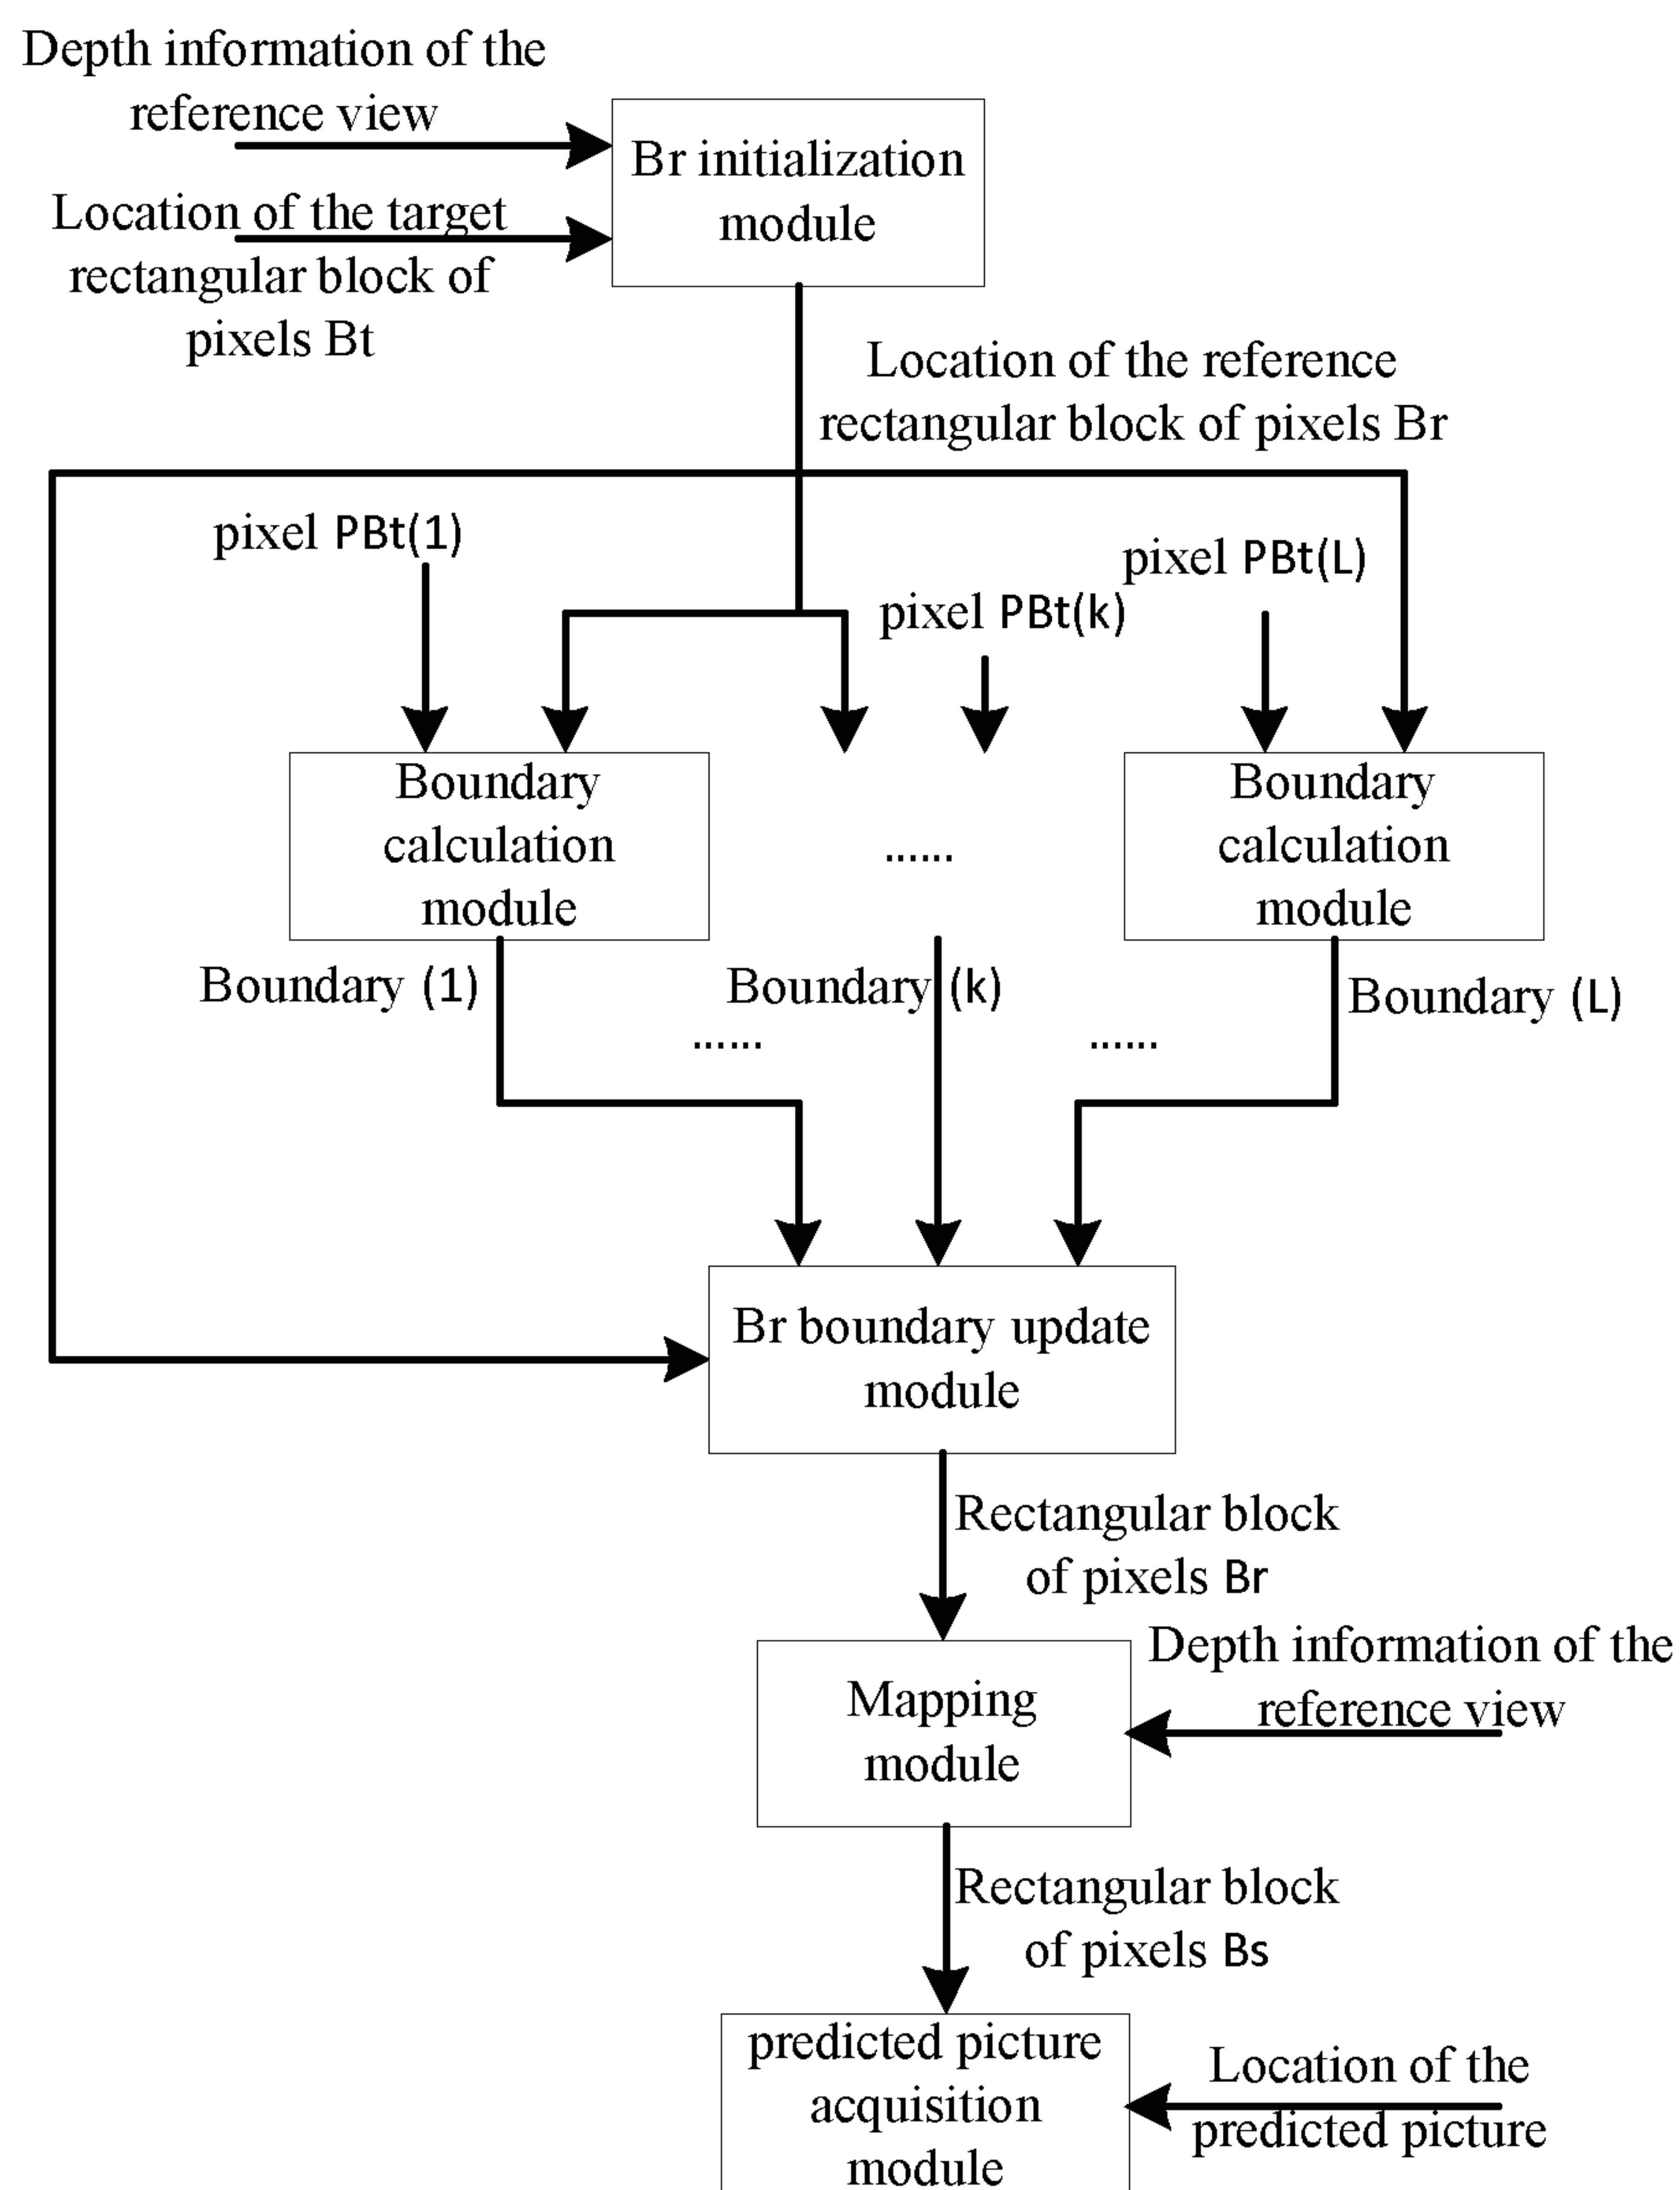 Depth information of the
reference view
Br initialization
module
Location of the target
rectangular block of
pixels Bt
Location of the reference
rectangular block of pixels Br
pixel PBt(1)
pixel PBt(L)
pixel PBt(k)
Boundary
calculation
module
......
Boundary
calculation
module
Boundary (1)
Boundary (k)
Boundary (L)
......
......
Br boundary update
module
Rectangular block
of pixels Br
Depth information of the
reference view
Mapping
module
Rectangular block
of pixels Bs
predicted picture
acquisition
module
Location of the
predicted picture